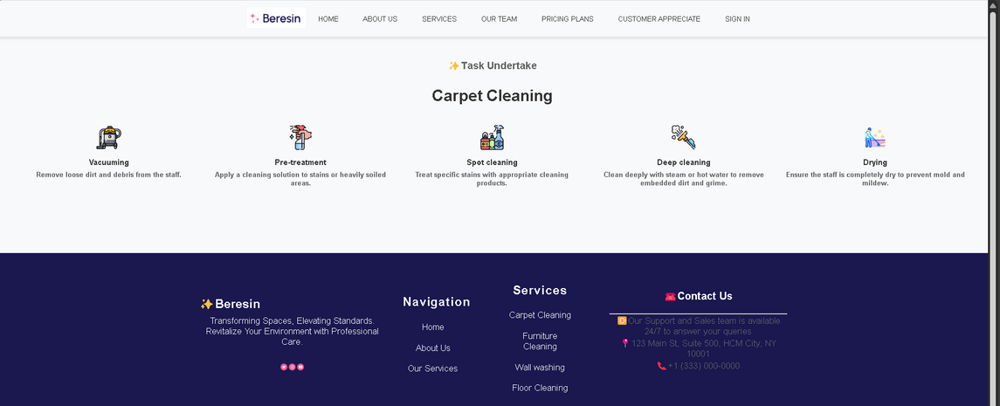 Beresin
HOME
ABOUT US
SERVICES
OUR TEAM
PRICING PLANS
CUSTOMER APPRECIATE
SIGN IN
Task Undertake
Carpet Cleaning
Vacuuming
Remove loose dirt and debris from the staff.
Pre-treatment
Apply a cleaning solution to stains or heavily soiled
areas.
Spot cleaning
Treat specific stains with appropriate cleaning
products.
Deep cleaning
Clean deeply with steam or hot water to remove
embedded dirt and grime.
Drying
Ensure the staff is completely dry to prevent mold and
mildew.
Beresin
Transforming Spaces, Elevating Standards.
Revitalize Your Environment with Professional
Care.
Navigation
Home
About Us
Our Services
Services
Carpet Cleaning
Furniture
Cleaning
Wall washing
Floor Cleaning
Contact Us
Our Support and Sales team is available
24/7 to answer your queries
123 Main St, Suite 500, HCM City, NY
10001
+1 (333) 000-0000